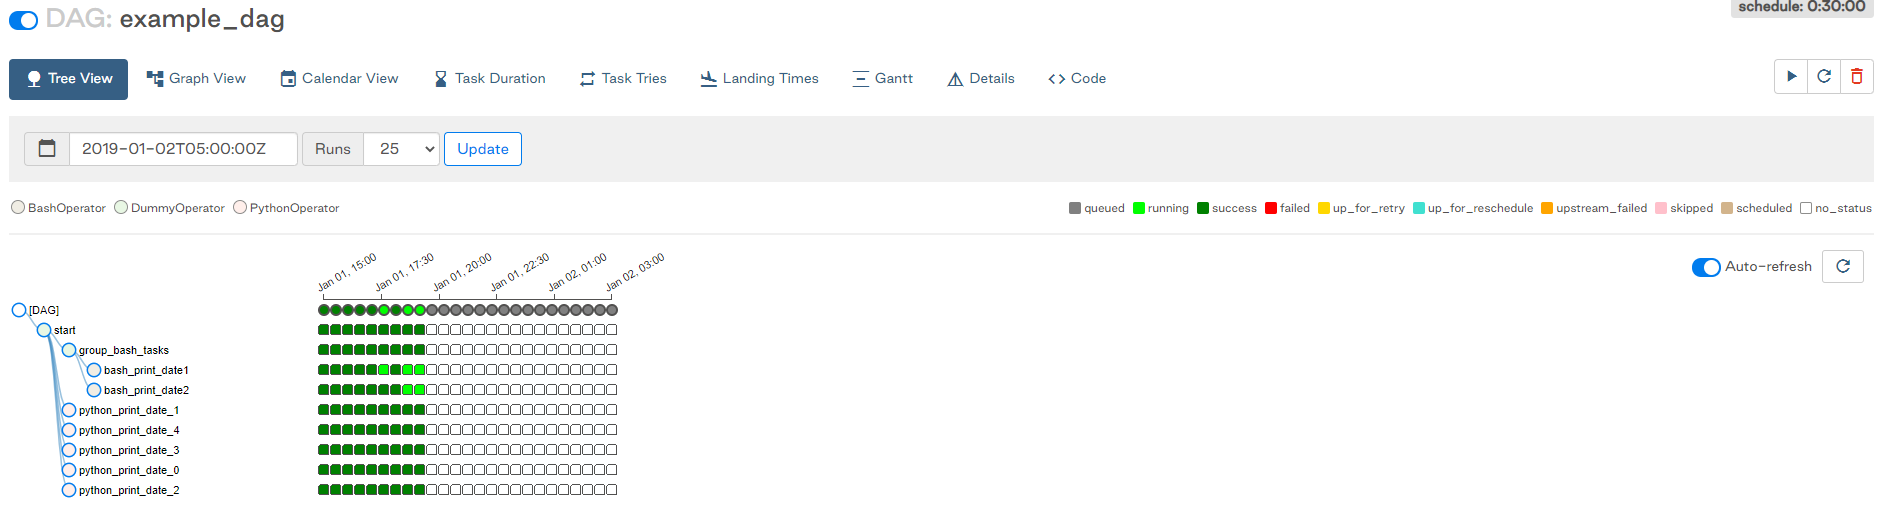 DAG: example_dag
schedule: 0:30:00
Tree View Graph View Calendar View Task Duration Task Tries Landing Times Gantt Details Code
2019-01-02T05:00:00Z Runs 25 Update
BashOperator DummyOperator PythonOperator queued running success failed up_for_retry up_for_reschedule upstream_failed skipped scheduled no_status
Jan 01, 15:00 Jan 01, 17:30 Jan 01, 20:00 Jan 01, 22:30 Jan 02, 01:00 Jan 02, 03:00
Auto-refresh
[DAG]
start
group_bash_tasks
bash_print_date1
bash_print_date2
python_print_date_1
python_print_date_4
python_print_date_3
python_print_date_0
python_print_date_2